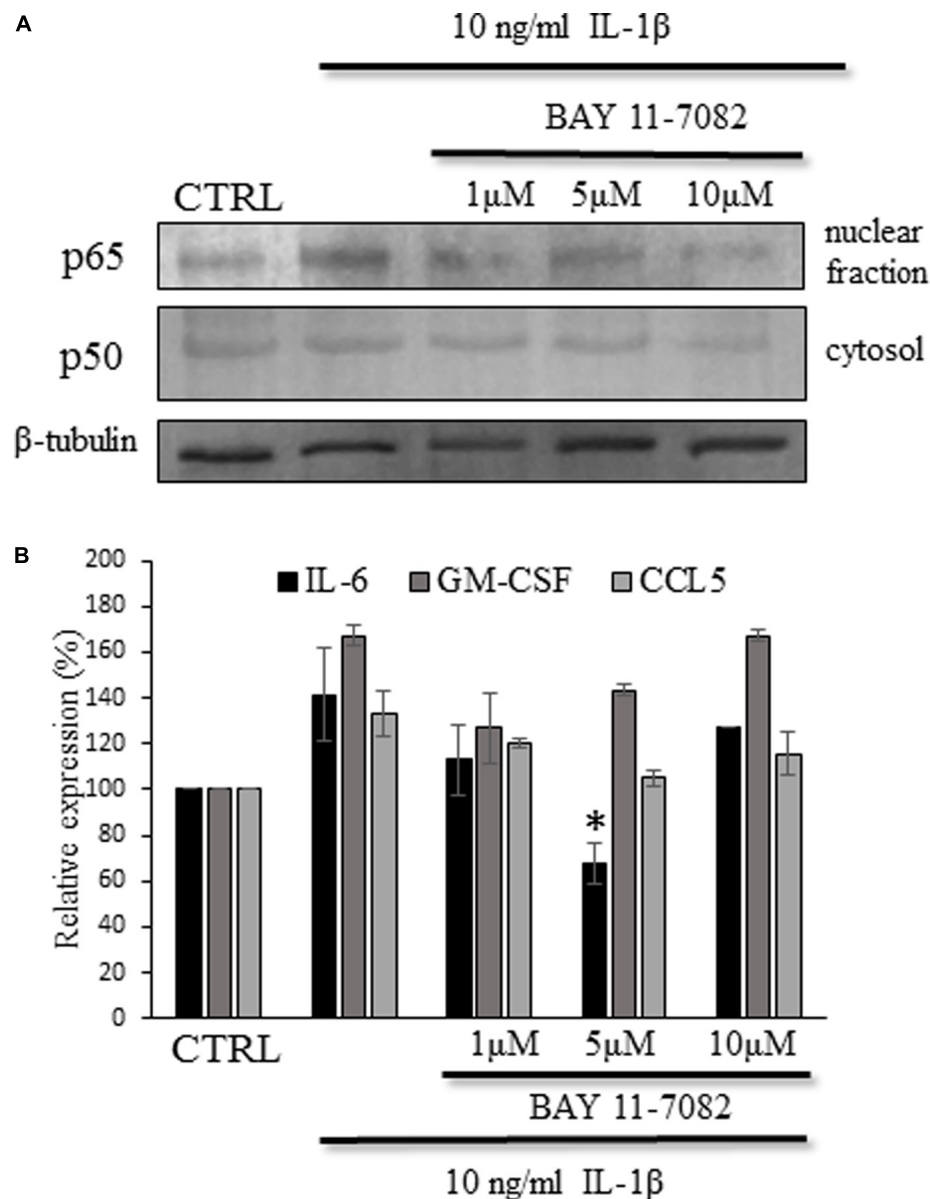 A
10 ng/ml IL-1β
BAY 11-7082
CTRL 1μM 5μM 10μM
p65
nuclear
fraction
p50
cytosol
β-tubulin
B
IL-6 GM-CSF CCL5
Relative expression (%)
200
180
160
140
120
100
80
60
40
20
0
*
CTRL 1μM 5μM 10μM
BAY 11-7082
10 ng/ml IL-1β